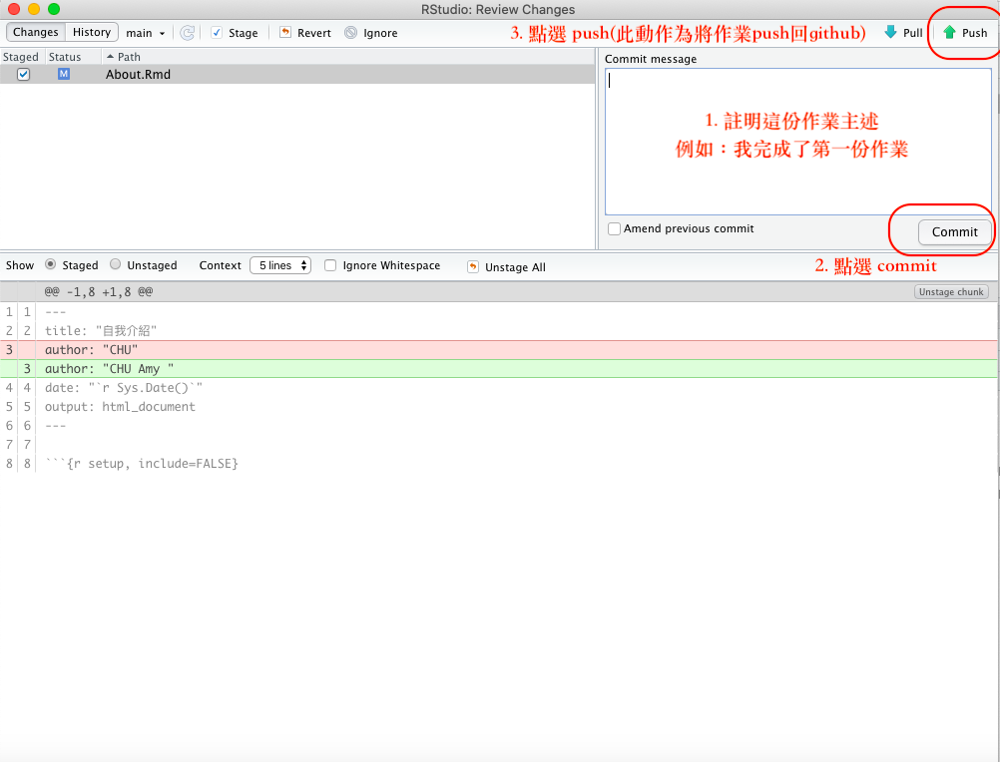 RStudio: Review Changes
Changes History main Stage Revert Ignore 3. 點選 push(此動作為將作業push回github) Pull Push
Staged Status Path
M About.Rmd
Commit message
1. 註明這份作業主述
例如：我完成了第一份作業
Amend previous commit
Commit
2. 點選 commit
Show Staged Unstaged Context 5 lines Ignore Whitespace Unstage All
@@ -1,8 +1,8 @@ Unstage chunk
1 1 ---
2 2 title: "自我介紹"
3 author: "CHU"
3 author: "CHU Amy "
4 4 date: "`r Sys.Date()`"
5 5 output: html_document
6 6 ---
7 7
8 8 ```{r setup, include=FALSE}